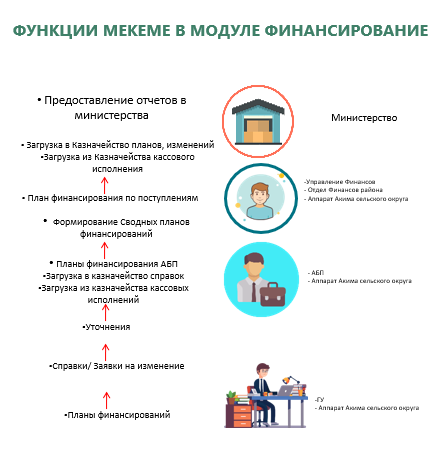 ФУНКЦИИ МЕКЕМЕ В МОДУЛЕ ФИНАНСИРОВАНИЕ
• Предоставление отчетов в
министерства
Министерство
• Загрузка в Казначейство планов, изменений
•Загрузка из Казначейства кассового
исполнения
• План финансирования по поступлениям
• Формирование Сводных планов
финансирований
-Управление Финансов
- Отдел Финансов района
- Аппарат Акима сельского округа
• Планы финансирования АБП
•Загрузка в казначейство справок
•Загрузка из казначейства кассовых
исполнений
- АБП
- Аппарат Акима сельского округа
•Уточнения
•Справки/ Заявки на изменение
•Планы финансирований
-ГУ
- Аппарат Акима сельского округа